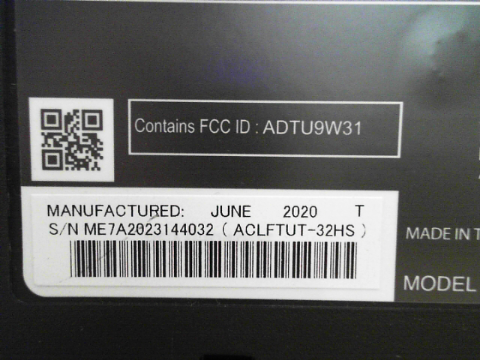 Contains FCC ID : ADTU9W31
MANUFACTURED: JUNE 2020 T
S/N ME7A2023144032 ( ACLFTUT-32HS )
MADE IN T
MODEL